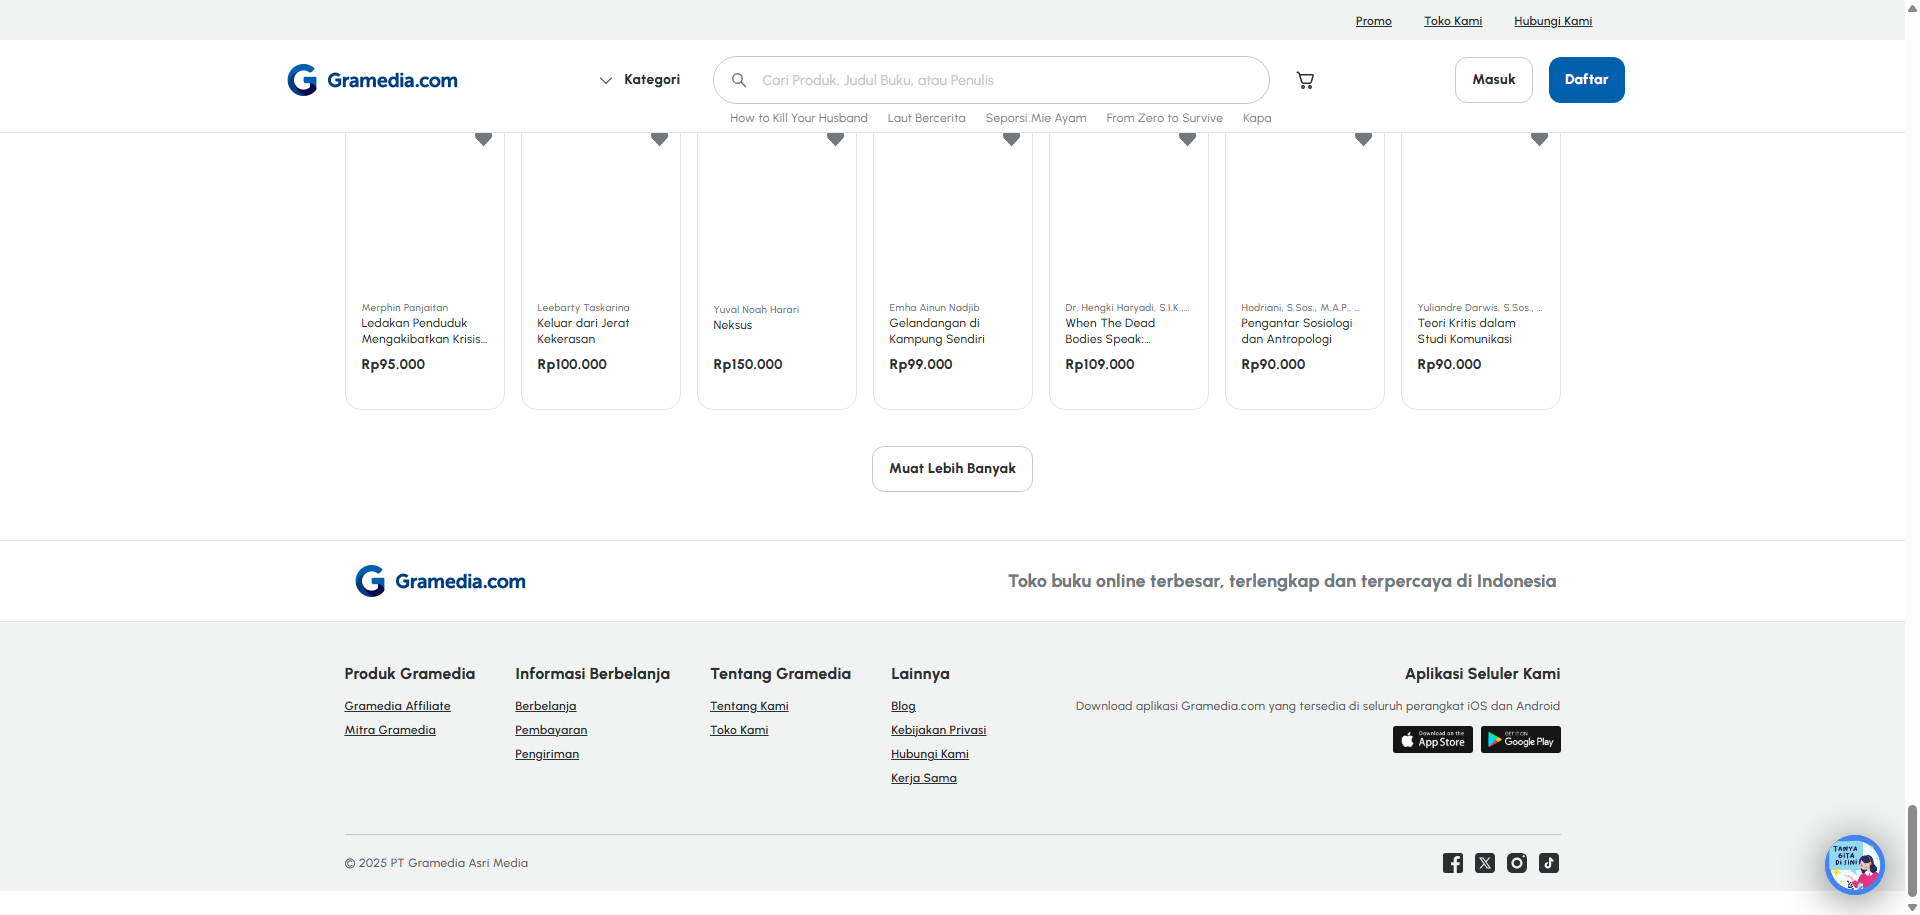 Promo Toko Kami Hubungi Kami
Gramedia.com
Kategori
Cari Produk, Judul Buku, atau Penulis
Masuk
Daftar
How to Kill Your Husband Laut Bercerita Seporsi Mie Ayam From Zero to Survive Kapa
Merphin Panjaitan
Ledakan Penduduk
Mengakibatkan Krisis...
Rp95.000
Leebarty Taskarina
Keluar dari Jerat
Kekerasan
Rp100.000
Yuval Noah Harari
Neksus
Rp150.000
Emha Ainun Nadjib
Gelandangan di
Kampung Sendiri
Rp99.000
Dr. Hengki Haryadi, S.I.K.,...
When The Dead
Bodies Speak:...
Rp109.000
Hodriani, S.Sos., M.A.P., ...
Pengantar Sosiologi
dan Antropologi
Rp90.000
Yuliandre Darwis, S.Sos., ...
Teori Kritis dalam
Studi Komunikasi
Rp90.000
Muat Lebih Banyak
Gramedia.com
Toko buku online terbesar, terlengkap dan terpercaya di Indonesia
Produk Gramedia
Gramedia Affiliate
Mitra Gramedia
Informasi Berbelanja
Berbelanja
Pembayaran
Pengiriman
Tentang Gramedia
Tentang Kami
Toko Kami
Lainnya
Blog
Kebijakan Privasi
Hubungi Kami
Kerja Sama
Aplikasi Seluler Kami
Download aplikasi Gramedia.com yang tersedia di seluruh perangkat iOS dan Android
Download on the
App Store
GET IT ON
Google Play
© 2025 PT Gramedia Asri Media
TANYA
GITA
DI SINI